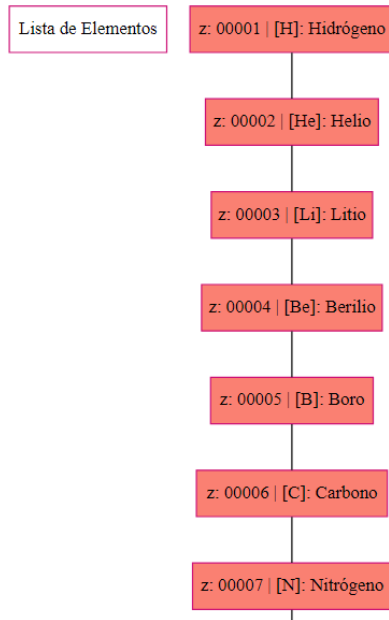 Lista de Elementos
z: 00001 | [H]: Hidrógeno
z: 00002 | [He]: Helio
z: 00003 | [Li]: Litio
z: 00004 | [Be]: Berilio
z: 00005 | [B]: Boro
z: 00006 | [C]: Carbono
z: 00007 | [N]: Nitrógeno